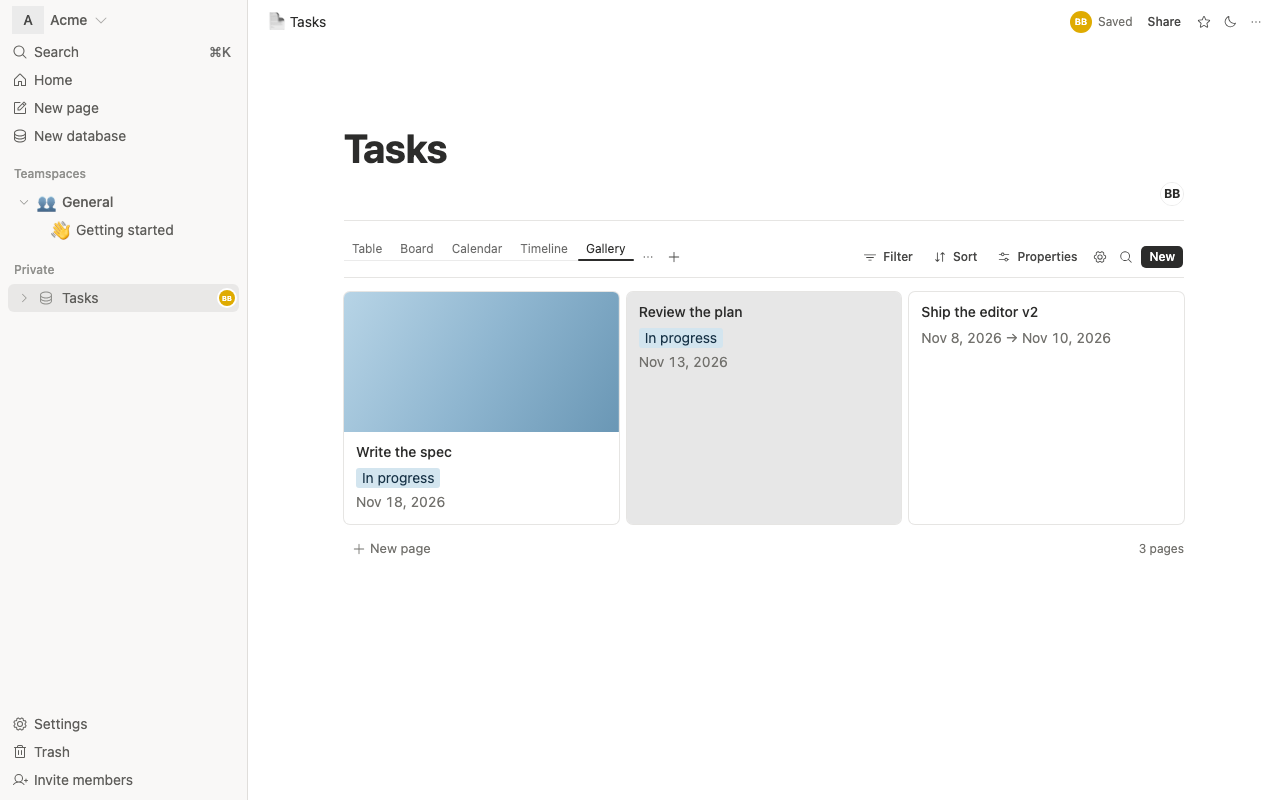 A Acme
Search ⌘K
Home
New page
New database
Teamspaces
General
Getting started
Private
Tasks BB
Settings
Trash
Invite members
Tasks
BB Saved Share
Tasks
BB
Table Board Calendar Timeline Gallery
Filter Sort Properties New
Write the spec
In progress
Nov 18, 2026
Review the plan
In progress
Nov 13, 2026
Ship the editor v2
Nov 8, 2026 → Nov 10, 2026
New page
3 pages